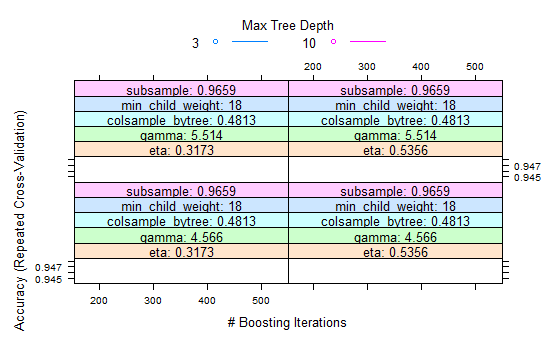 Max Tree Depth
3 10
200 300 400 500
subsample: 0.9659 subsample: 0.9659
min_child_weight: 18 min_child_weight: 18
colsample_bytree: 0.4813 colsample_bytree: 0.4813
gamma: 5.514 gamma: 5.514
eta: 0.3173 eta: 0.5356
0.947
0.945
subsample: 0.9659 subsample: 0.9659
min_child_weight: 18 min_child_weight: 18
colsample_bytree: 0.4813 colsample_bytree: 0.4813
gamma: 4.566 gamma: 4.566
eta: 0.3173 eta: 0.5356
0.947
0.945
200 300 400 500
# Boosting Iterations
Accuracy (Repeated Cross-Validation)